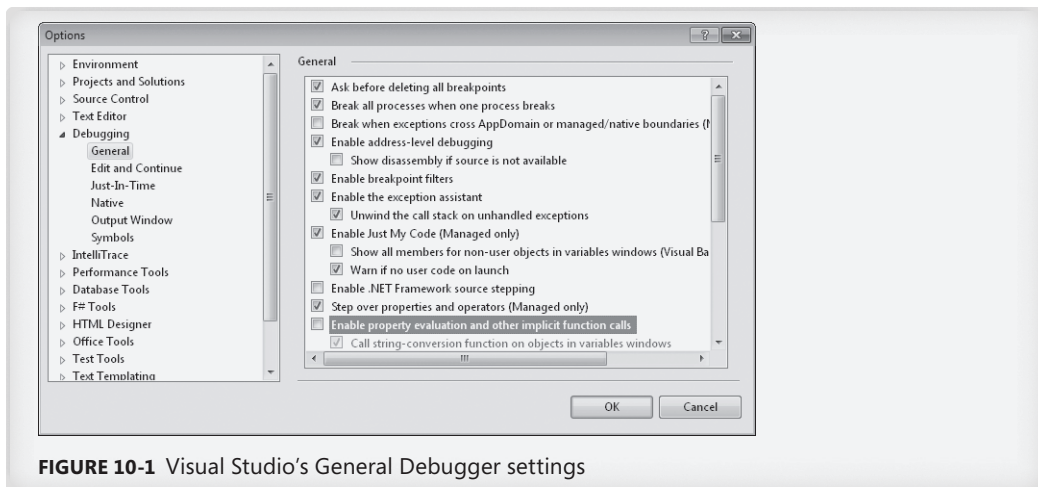 Options
Environment
Projects and Solutions
Source Control
Text Editor
Debugging
General
Edit and Continue
Just-In-Time
Native
Output Window
Symbols
IntelliTrace
Performance Tools
Database Tools
F# Tools
HTML Designer
Office Tools
Test Tools
Text Templating
General
Ask before deleting all breakpoints
Break all processes when one process breaks
Break when exceptions cross AppDomain or managed/native boundaries (M
Enable address-level debugging
Show disassembly if source is not available
Enable breakpoint filters
Enable the exception assistant
Unwind the call stack on unhandled exceptions
Enable Just My Code (Managed only)
Show all members for non-user objects in variables windows (Visual Ba
Warn if no user code on launch
Enable .NET Framework source stepping
Step over properties and operators (Managed only)
Enable property evaluation and other implicit function calls
Call string-conversion function on objects in variables windows
OK Cancel
FIGURE 10-1 Visual Studio's General Debugger settings